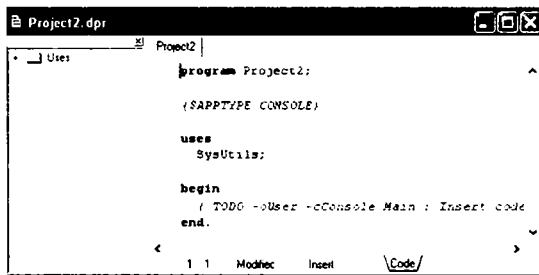 Project2.dpr
Uses
Project2
program Project2;
{$APPTYPE CONSOLE}
uses
SysUtils;
begin
{ TODO -oUser -cConsole Main : Insert code
end.
1 1 Modified Insert Code